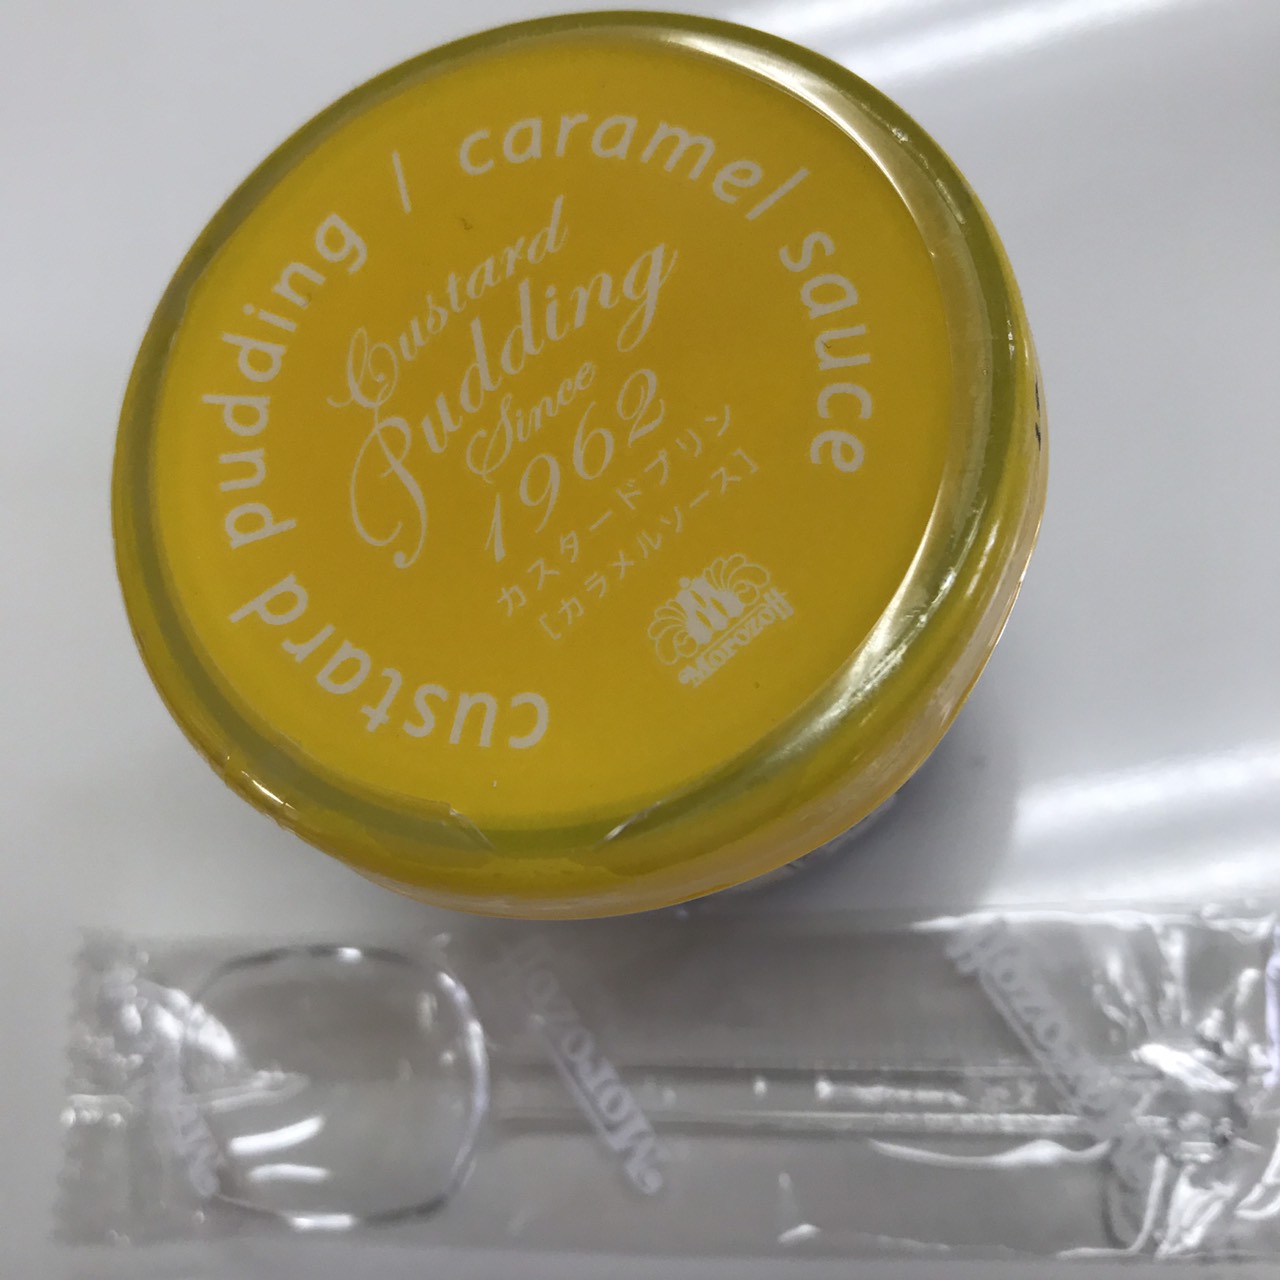 custard pudding / caramel sauce
Custard
Pudding
Since
1962
カスタードプリン
[カラメルソース]
Morozoff
Morozoff
Morozoff